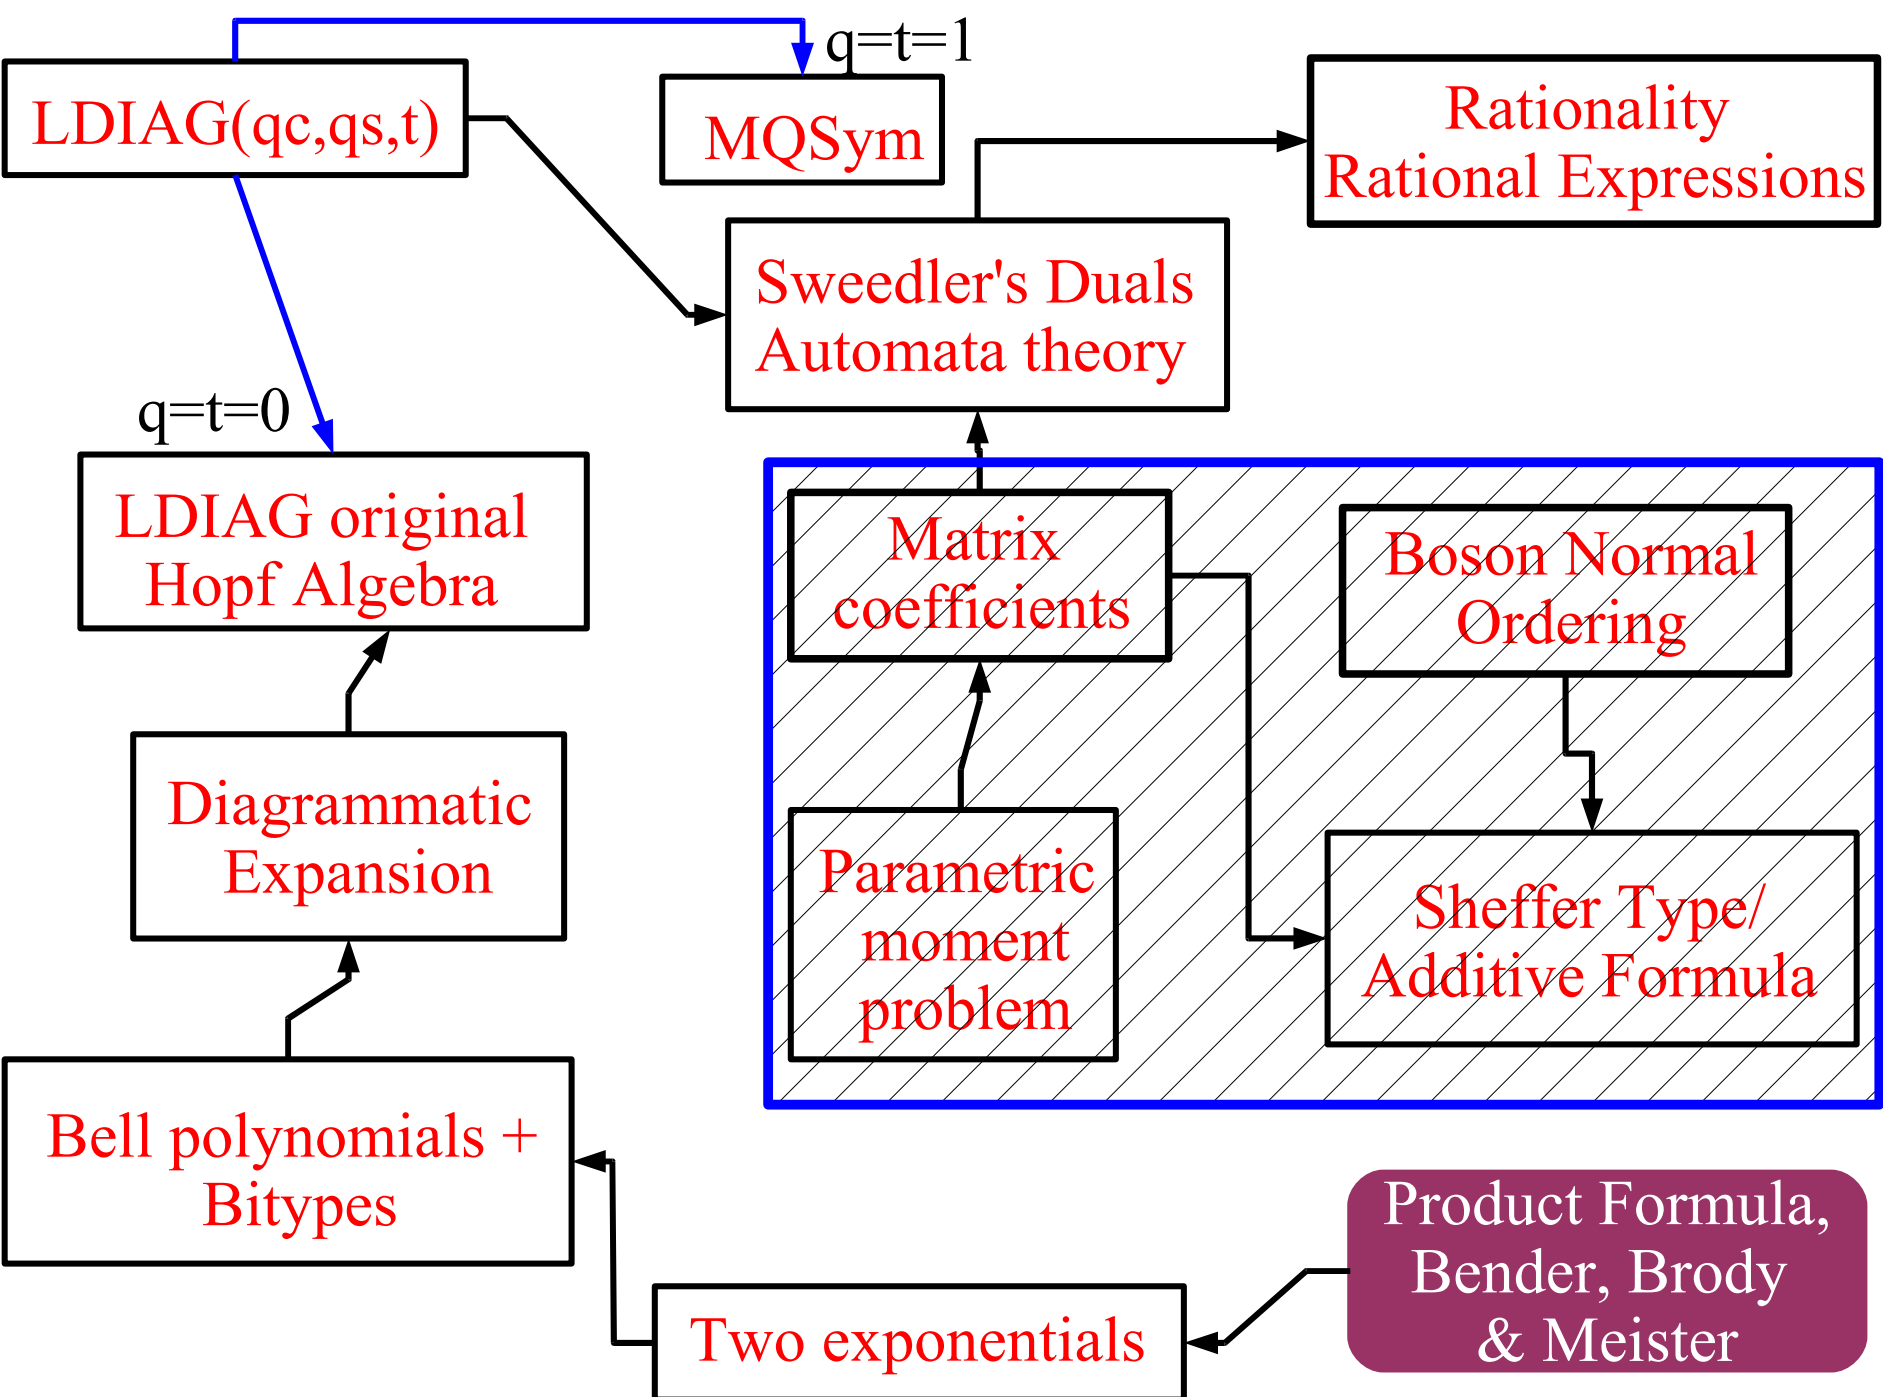 q=t=1
LDIAG(qc,qs,t)
MQSym
Rationality
Rational Expressions
Sweedler's Duals
Automata theory
q=t=0
LDIAG original
Hopf Algebra
Matrix
coefficients
Boson Normal
Ordering
Diagrammatic
Expansion
Parametric
moment
problem
Sheffer Type/
Additive Formula
Bell polynomials +
Bitypes
Product Formula,
Bender, Brody
& Meister
Two exponentials